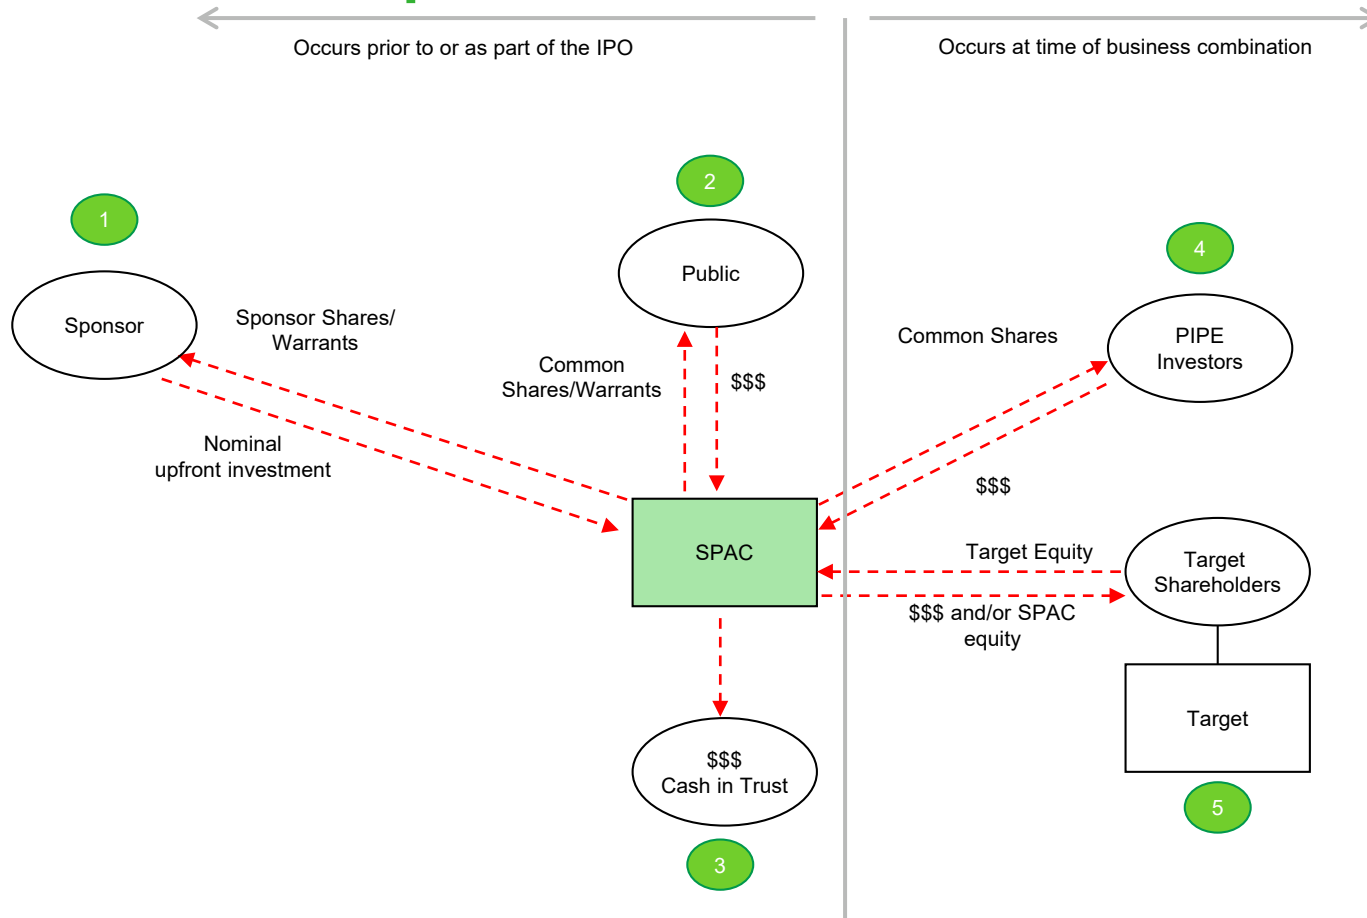 Occurs prior to or as part of the IPO
Occurs at time of business combination
1
Sponsor
Sponsor Shares/
Warrants
Nominal
upfront investment
2
Public
Common
Shares/Warrants
$$$
SPAC
$$$
Cash in Trust
3
4
PIPE
Investors
Common Shares
$$$
Target Equity
$$$ and/or SPAC
equity
Target
Shareholders
Target
5